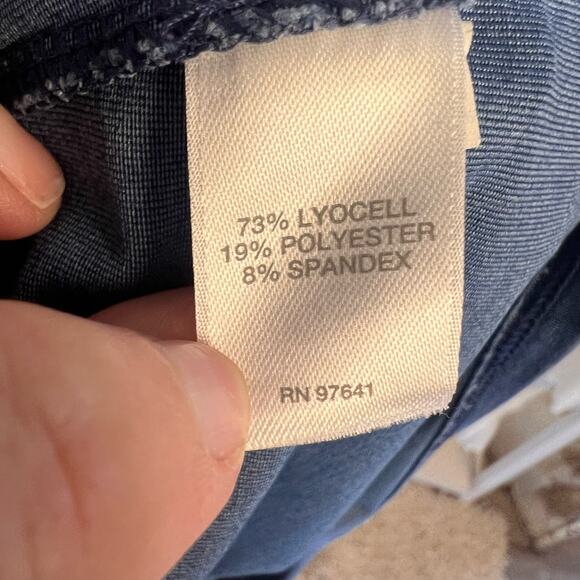 73% LYOCELL
19% POLYESTER
8% SPANDEX
RN 97641